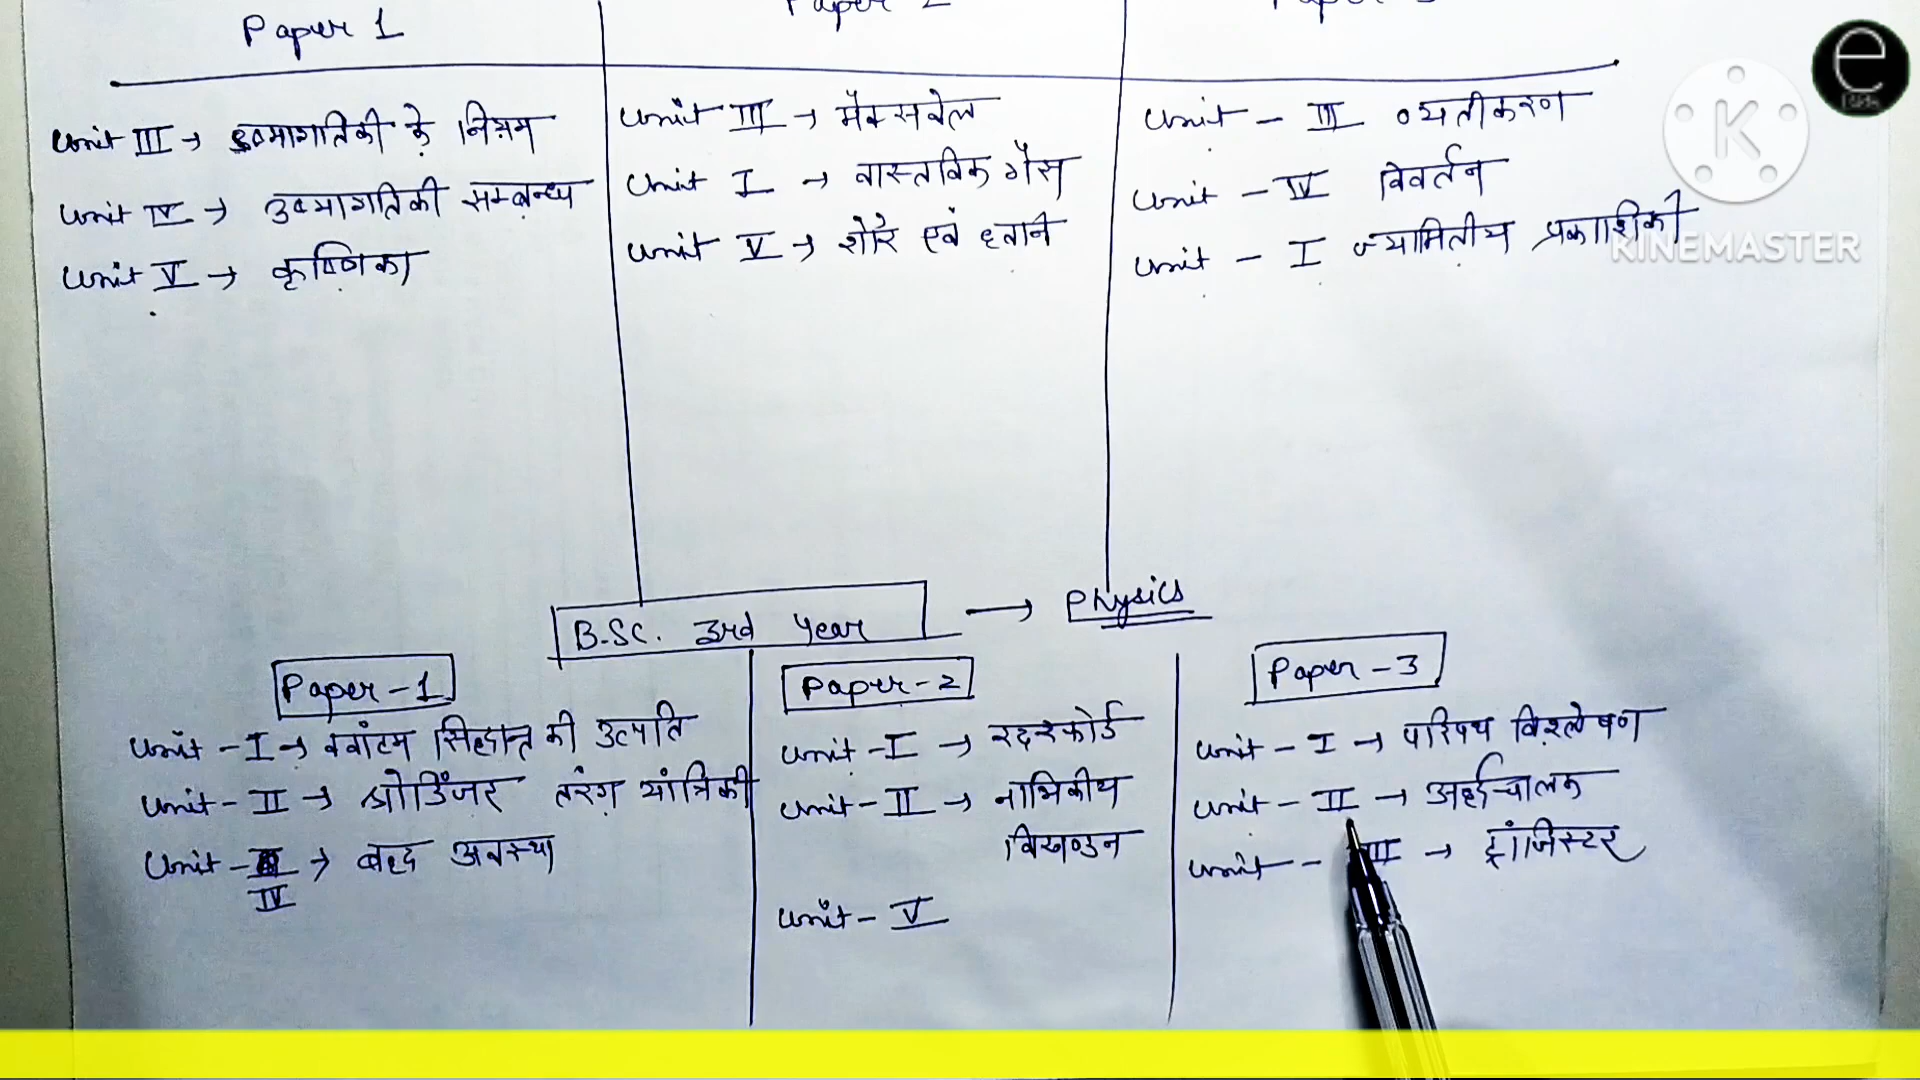 Paper 1
Paper 2
Unit III → ऊष्मागतिकी के नियम
Unit IV → ऊष्मागतिकी सम्बन्ध
Unit V → कृष्णिका
Unit III → मैक्सवेल
Unit I → वास्तविक गैस
Unit V → शोर एवं
Unit - III व्यतीकरण
Unit - IV विवर्तन
Unit - I ज्यामितीय प्रकाशिकी
KINEMASTER
B.SC. 3rd Year → Physics
Paper - 1
Unit - I → क्वांटम सिद्धान्त की उत्पति
Unit - II → श्रोडिंजर तरंग यांत्रिकी
Unit - IV → बद्द अवस्था
Paper - 2
Unit - I → रदरफोर्ड
Unit - II → नाभिकीय
विखण्डन
Unit - V
Paper - 3
Unit - I → परिपथ विश्लेषण
Unit - II → अर्द्धचालक
Unit - III → ट्रांजिस्टर